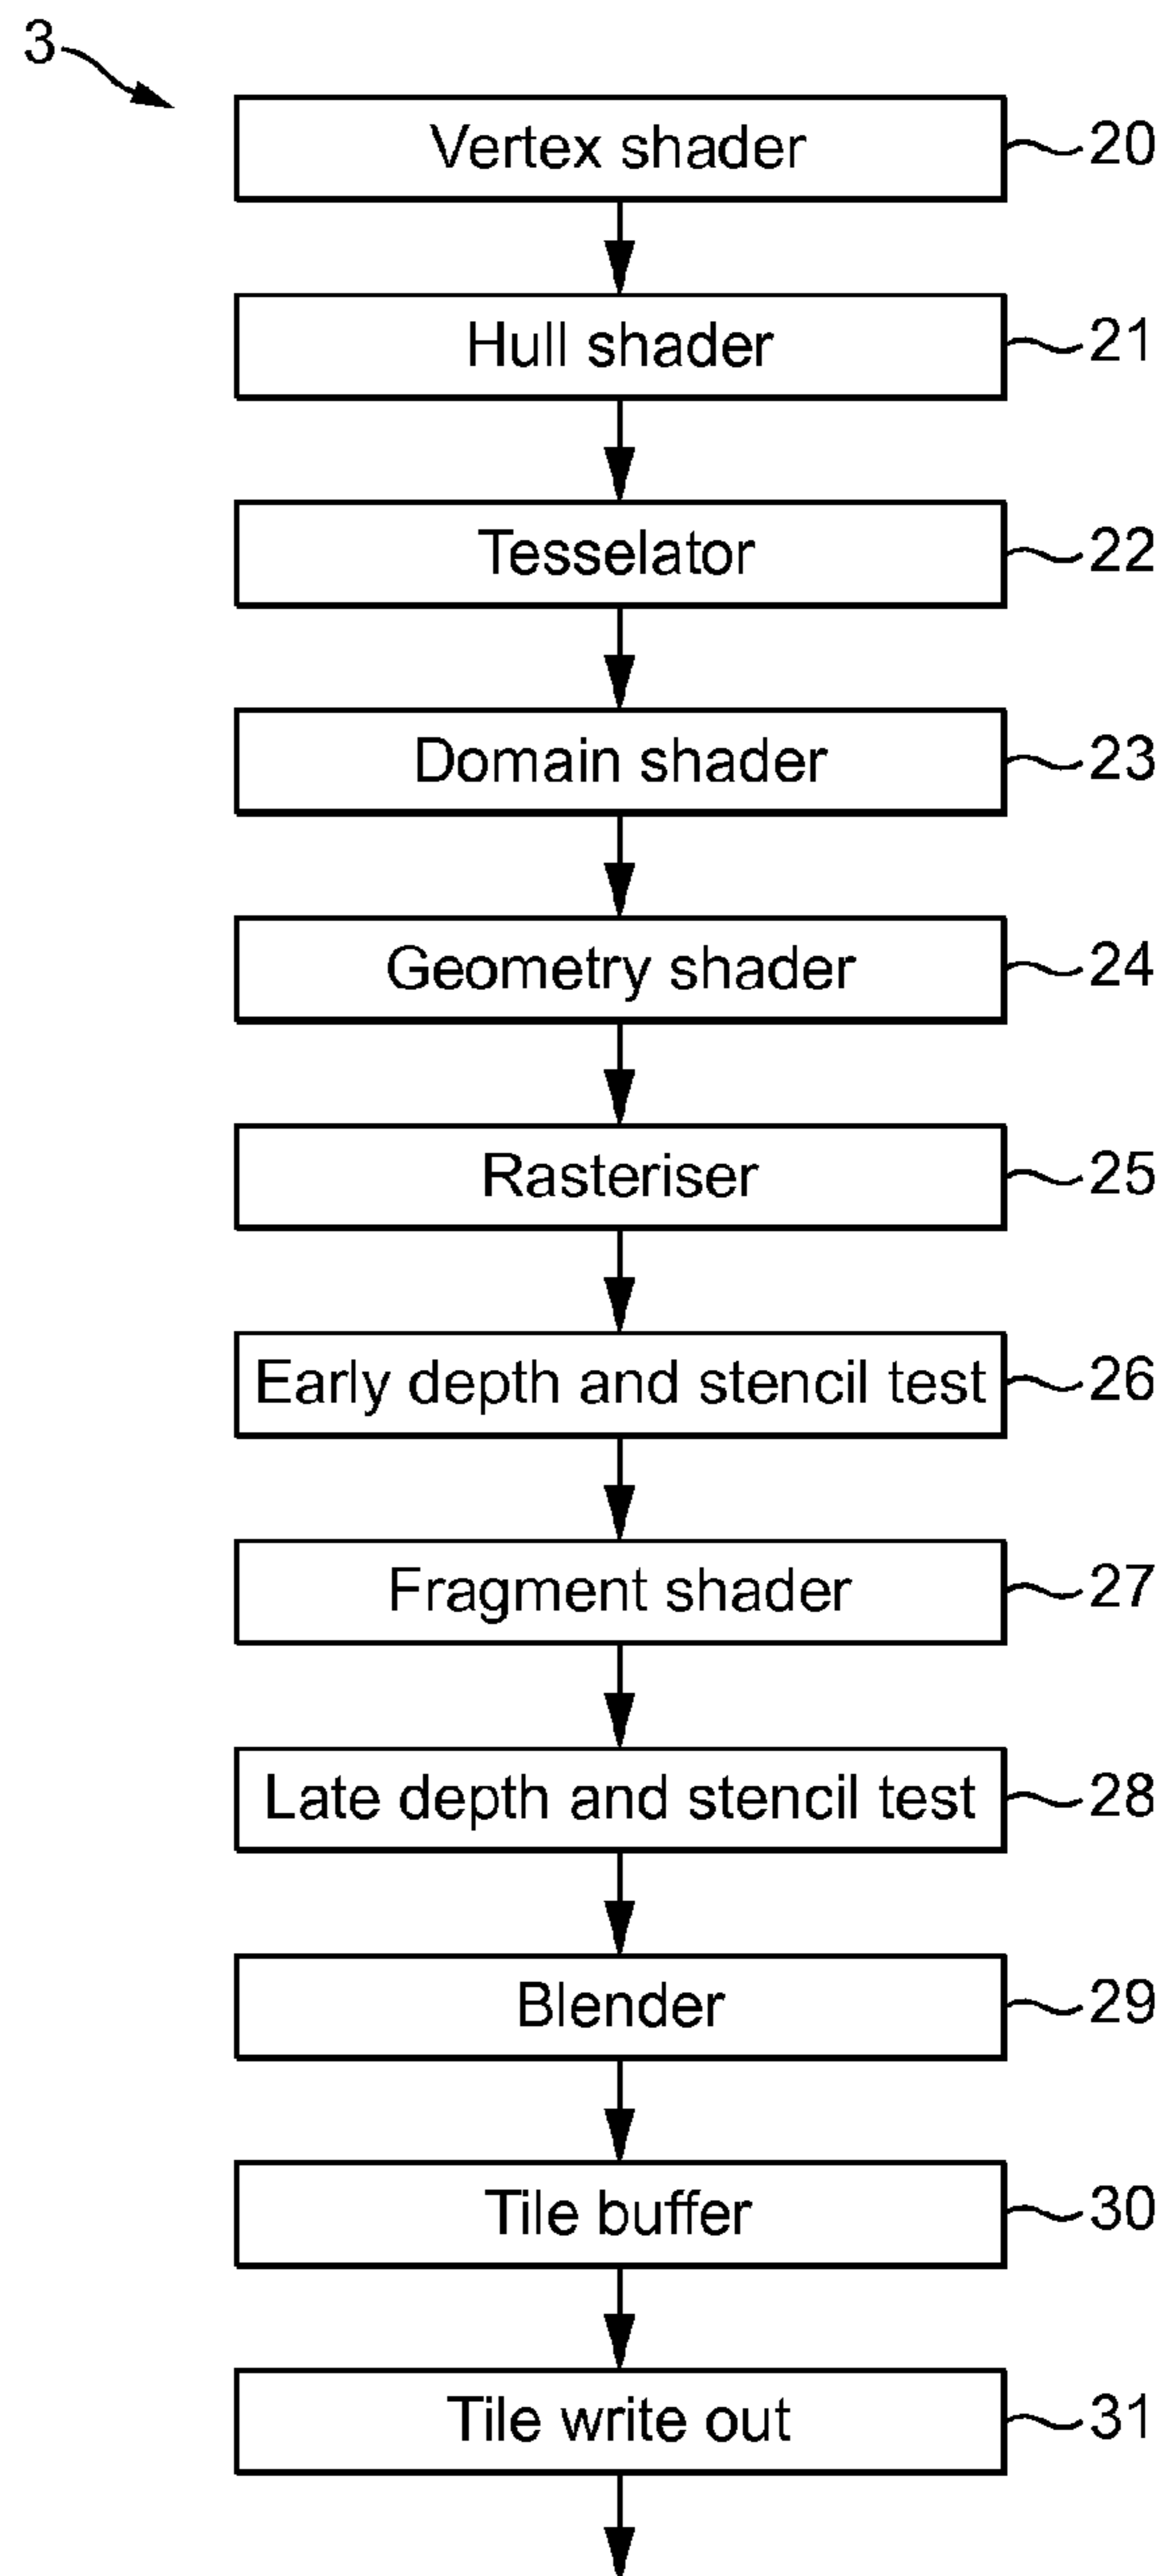 3
Vertex shader 20
Hull shader 21
Tesselator 22
Domain shader 23
Geometry shader 24
Rasteriser 25
Early depth and stencil test 26
Fragment shader 27
Late depth and stencil test 28
Blender 29
Tile buffer 30
Tile write out 31